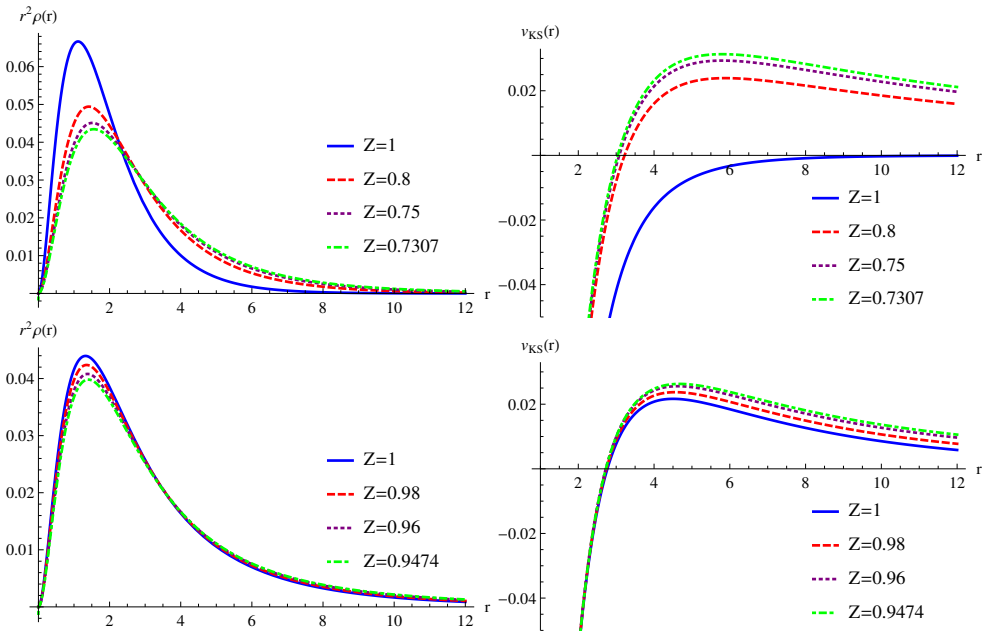 r²ρ(r)
0.06
0.05
0.04
0.03
0.02
0.01
2
4
6
8
10
12
r
Z=1
Z=0.8
Z=0.75
Z=0.7307
v_KS(r)
0.02
−0.02
−0.04
2
4
6
8
10
12
r
Z=1
Z=0.8
Z=0.75
Z=0.7307
r²ρ(r)
0.04
0.03
0.02
0.01
2
4
6
8
10
12
r
Z=1
Z=0.98
Z=0.96
Z=0.9474
v_KS(r)
0.02
−0.02
−0.04
2
4
6
8
10
12
r
Z=1
Z=0.98
Z=0.96
Z=0.9474